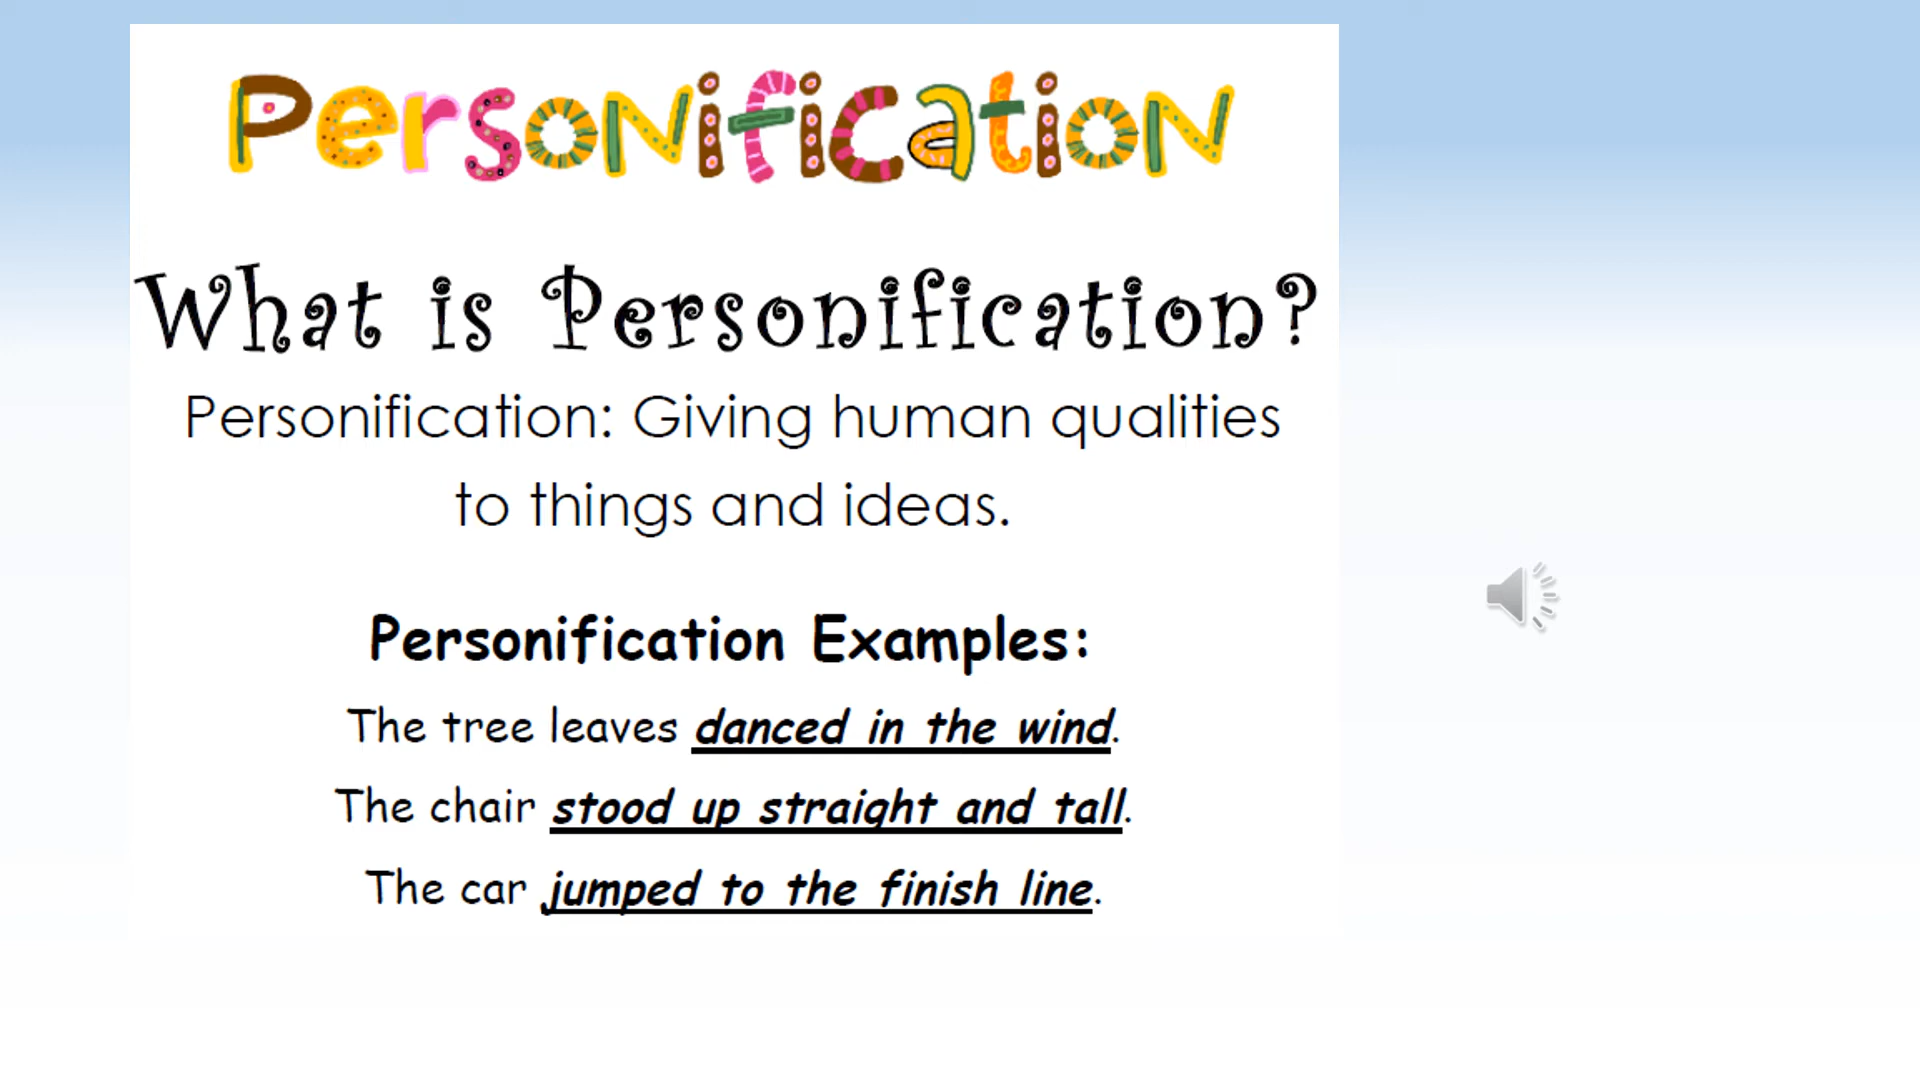 Personification
What is Personification?
Personification: Giving human qualities
to things and ideas.
Personification Examples:
The tree leaves danced in the wind.
The chair stood up straight and tall.
The car jumped to the finish line.